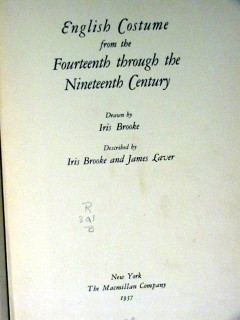 English Costume
from the
Fourteenth through the
Nineteenth Century
Drawn by
Iris Brooke
Described by
Iris Brooke and James Laver
R
391
B
New York
The Macmillan Company
1937